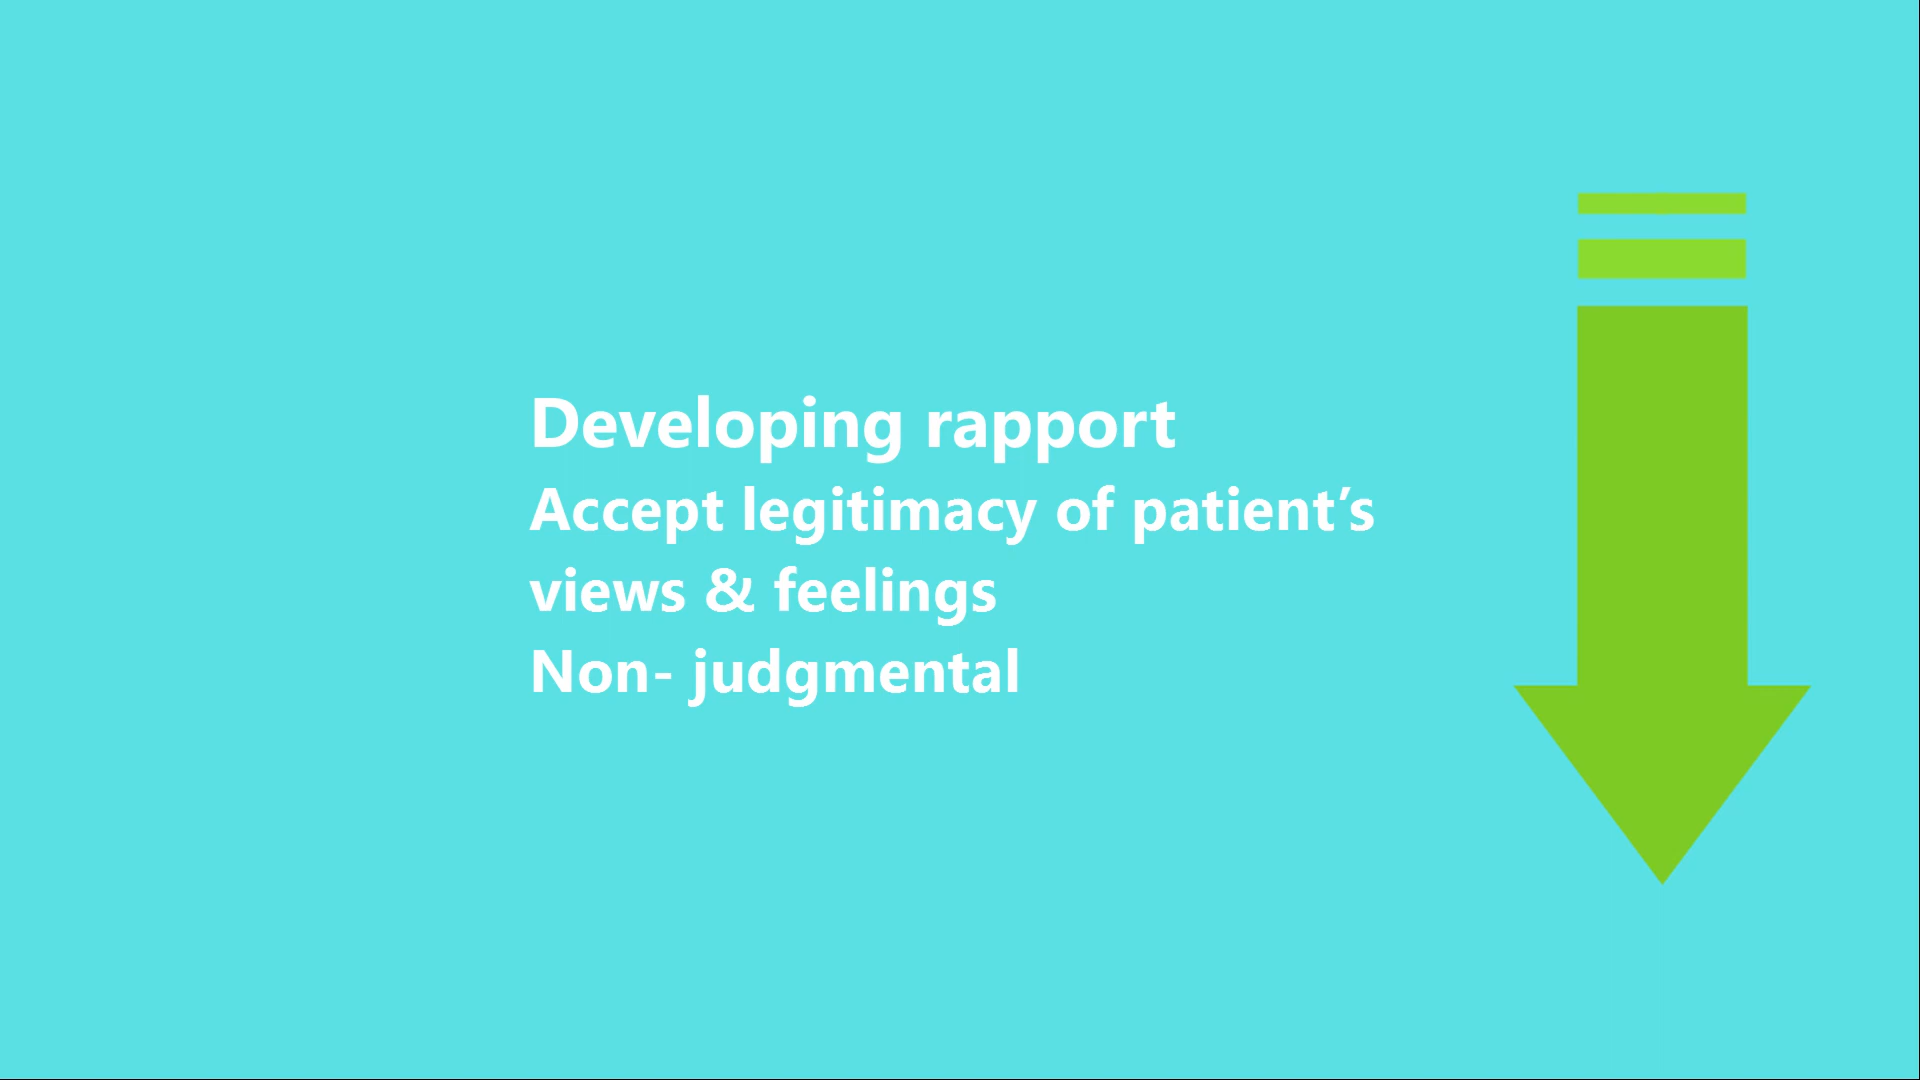 Developing rapport
Accept legitimacy of patient’s
views & feelings
Non- judgmental